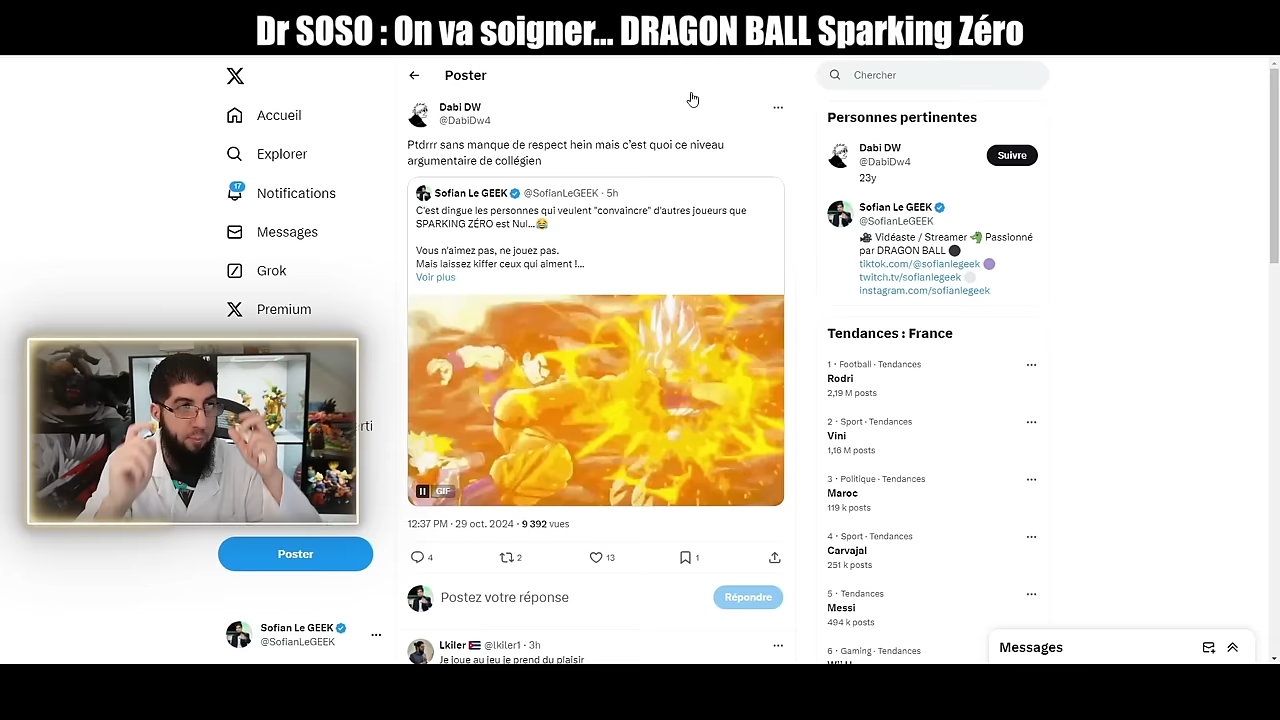 Dr SOSO : On va soigner... DRAGON BALL Sparking Zéro
Accueil
Explorer
17
Notifications
Messages
Grok
Premium
rti
Poster
Sofian Le GEEK
@SofianLeGEEK
Poster
Dabi DW
@DabiDw4
Ptdrrr sans manque de respect hein mais c'est quoi ce niveau
argumentaire de collégien
Sofian Le GEEK @SofianLeGEEK · 5h
C'est dingue les personnes qui veulent "convaincre" d'autres joueurs que
SPARKING ZÉRO est Nul...😂
Vous n'aimez pas, ne jouez pas.
Mais laissez kiffer ceux qui aiment !...
Voir plus
GIF
12:37 PM · 29 oct. 2024 · 9 392 vues
4 2 13 1
Postez votre réponse
Répondre
Lkiler 🇨🇺 @lkiler1 · 3h
Je joue au jeu je prend du plaisir
Chercher
Personnes pertinentes
Dabi DW
@DabiDw4
Suivre
23y
Sofian Le GEEK
@SofianLeGEEK
🎥 Vidéaste / Streamer 🐉 Passionné
par DRAGON BALL ⚫
tiktok.com/@sofianlegeek 🟣
twitch.tv/sofianlegeek ⚪
instagram.com/sofianlegeek
Tendances : France
1 · Football · Tendances
Rodri
2,19 M posts
2 · Sport · Tendances
Vini
1,16 M posts
3 · Politique · Tendances
Maroc
119 k posts
4 · Sport · Tendances
Carvajal
251 k posts
5 · Tendances
Messi
494 k posts
6 · Gaming · Tendances
Messages